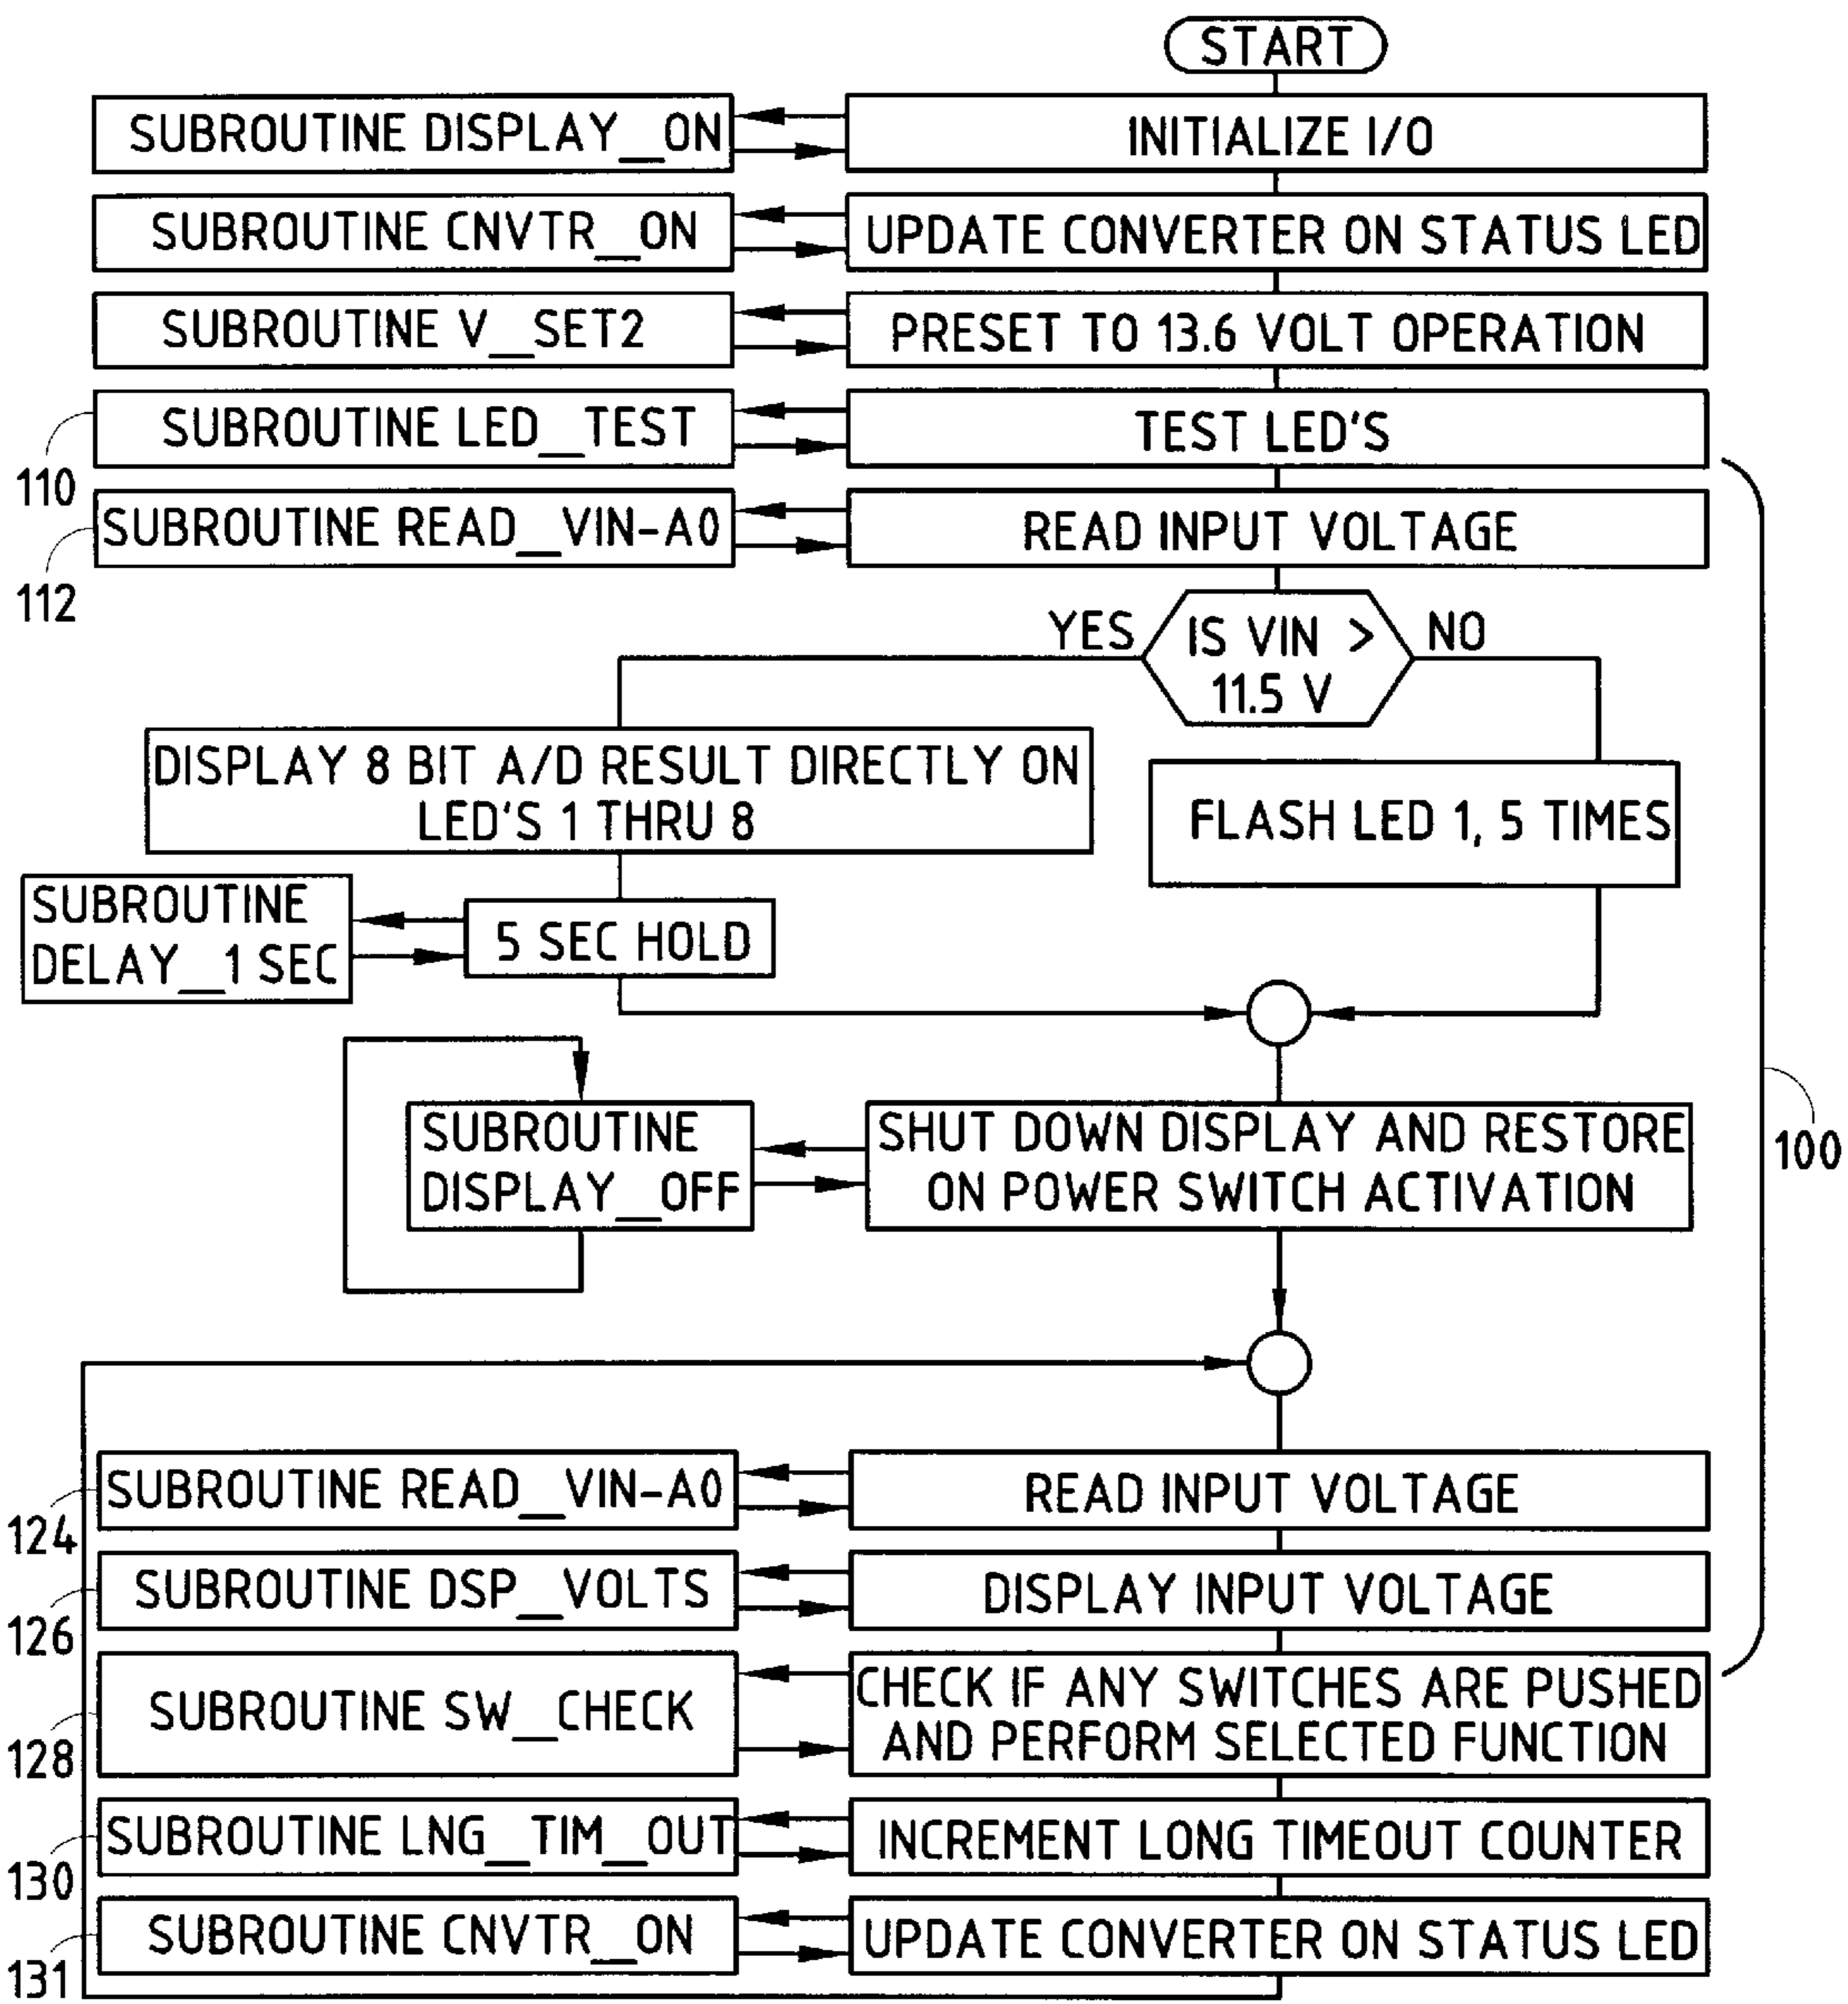 START
SUBROUTINE DISPLAY__ON
INITIALIZE I/O
SUBROUTINE CNVTR__ON
UPDATE CONVERTER ON STATUS LED
SUBROUTINE V__SET2
PRESET TO 13.6 VOLT OPERATION
SUBROUTINE LED__TEST
TEST LED'S
110
SUBROUTINE READ__VIN-A0
READ INPUT VOLTAGE
112
YES
IS VIN >
11.5 V
NO
DISPLAY 8 BIT A/D RESULT DIRECTLY ON
LED'S 1 THRU 8
FLASH LED 1, 5 TIMES
SUBROUTINE
DELAY__1 SEC
5 SEC HOLD
SUBROUTINE
DISPLAY__OFF
SHUT DOWN DISPLAY AND RESTORE
ON POWER SWITCH ACTIVATION
100
SUBROUTINE READ__VIN-A0
READ INPUT VOLTAGE
124
SUBROUTINE DSP__VOLTS
DISPLAY INPUT VOLTAGE
126
SUBROUTINE SW__CHECK
CHECK IF ANY SWITCHES ARE PUSHED
AND PERFORM SELECTED FUNCTION
128
SUBROUTINE LNG__TIM__OUT
INCREMENT LONG TIMEOUT COUNTER
130
SUBROUTINE CNVTR__ON
UPDATE CONVERTER ON STATUS LED
131